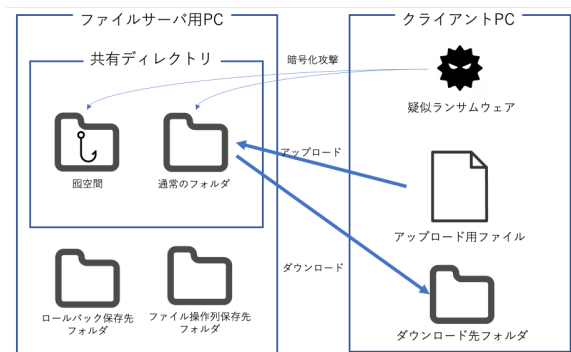 ファイルサーバ用PC
クライアントPC
共有ディレクトリ
暗号化攻撃
疑似ランサムウェア
囮空間
通常のフォルダ
アップロード
アップロード用ファイル
ダウンロード
ロールバック保存先
フォルダ
ファイル操作列保存先
フォルダ
ダウンロード先フォルダ